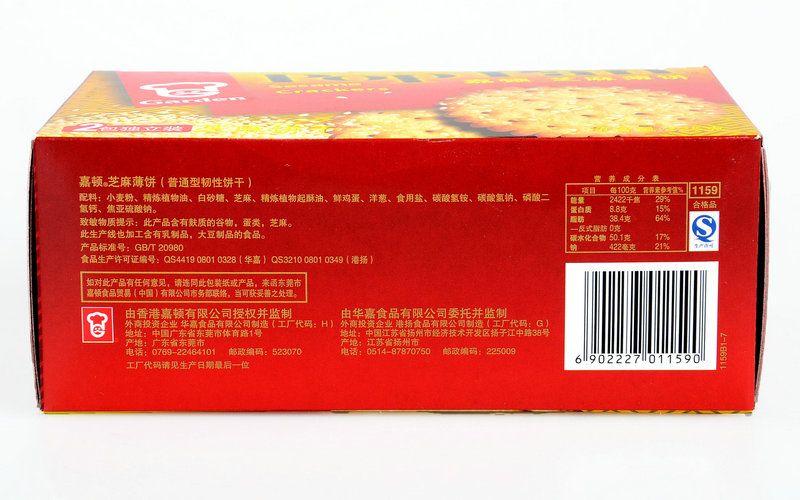 Pop-Pan
Sesame
Crackers
Garden
嘉顿®芝麻薄饼(普通型韧性饼干)
配料:小麦粉、精炼植物油、白砂糖、芝麻、精炼植物起酥油、鲜鸡蛋、洋葱、食用盐、碳酸氢铵、碳酸氢钠、磷酸二
氢钙、焦亚硫酸钠。
致敏物质提示:此产品含有麸质的谷物,蛋类,芝麻。
此生产线也加工含有乳制品,大豆制品的食品。
产品标准号:GB/T 20980
食品生产许可证编号:QS4419 0801 0328(华嘉)QS3210 0801 0349(港扬)
如对此产品有任何意见,请连同此包装纸或产品,来函东莞市
嘉顿食品贸易(中国)有限公司市务部联络,当可获妥善之处理。
由香港嘉顿有限公司授权并监制
外商投资企业 华嘉食品有限公司制造(工厂代码:H)
地址:中国广东省东莞市体育路1号
产地:广东省东莞市
电话:0769-22464101 邮政编码:523070
工厂代码请见生产日期最后一位
由华嘉食品有限公司委托并监制
外商投资企业 港扬食品有限公司制造(工厂代码:G)
地址:中国江苏省扬州市经济技术开发区扬子江中路38号
产地:江苏省扬州市
电话:0514-87870750 邮政编码:225009
营养成分表
项目 每100克 营养素参考值%
能量 2422千焦 29%
蛋白质 8.8克 15%
脂肪 38.4克 64%
—反式脂肪 0克
碳水化合物 50.1克 17%
钠 422毫克 21%
1159
合格品
QS
生产许可
6 902227 011590
1159B1-7